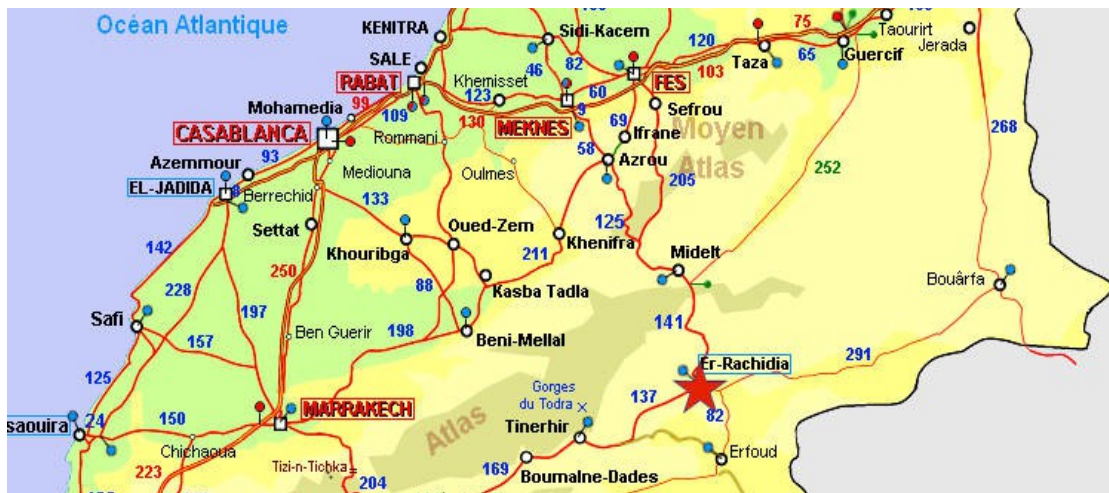 Océan Atlantique
KENITRA
Sidi-Kacem
75
Taourirt
Jerada
SALE
46
82
120
Taza
65
Guercif
RABAT
Khemisset
123
60
FES
103
Mohamedia
99
109
130
MEKNES
9
Sefrou
CASABLANCA
Rommani
69
Ifrane
Moyen
Atlas
268
Azemmour
93
Mediouna
Oulmes
58
Azrou
205
252
EL-JADIDA
8
Berrechid
133
142
Settat
Khouribga
Oued-Zem
Khenifra
125
211
Midelt
250
228
197
88
Kasba Tadla
Bouârfa
Safi
157
Ben Guerir
198
Beni-Mellal
141
291
125
Er-Rachidia
Gorges
du Todra
137
82
24
150
MARRAKECH
Atlas
Tinerhir
saouira
Chichaoua
223
Tizi-n-Tichka
204
169
Boumalne-Dades
Erfoud